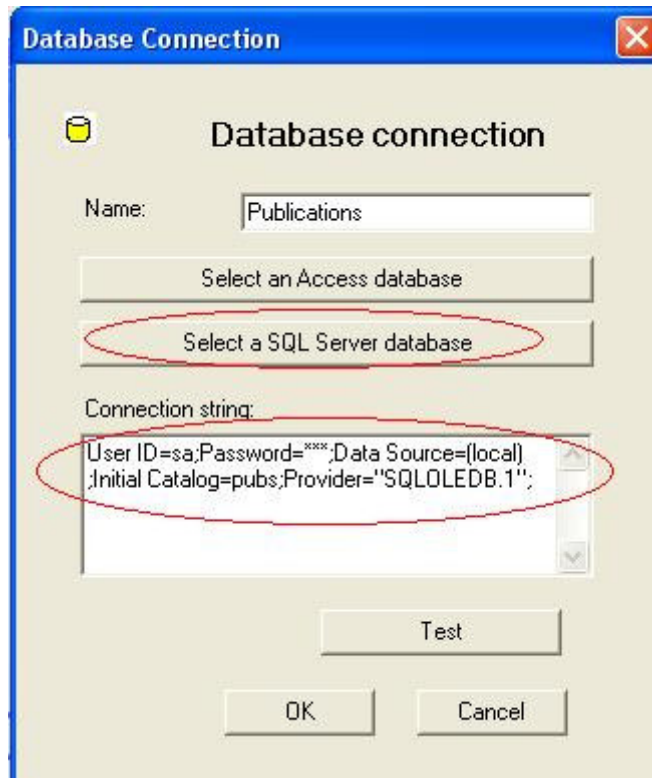 Database Connection
Database connection
Name:
Publications
Select an Access database
Select a SQL Server database
Connection string:
User ID=sa;Password=***;Data Source=(local)
;Initial Catalog=pubs;Provider="SQLOLEDB.1";
Test
OK
Cancel